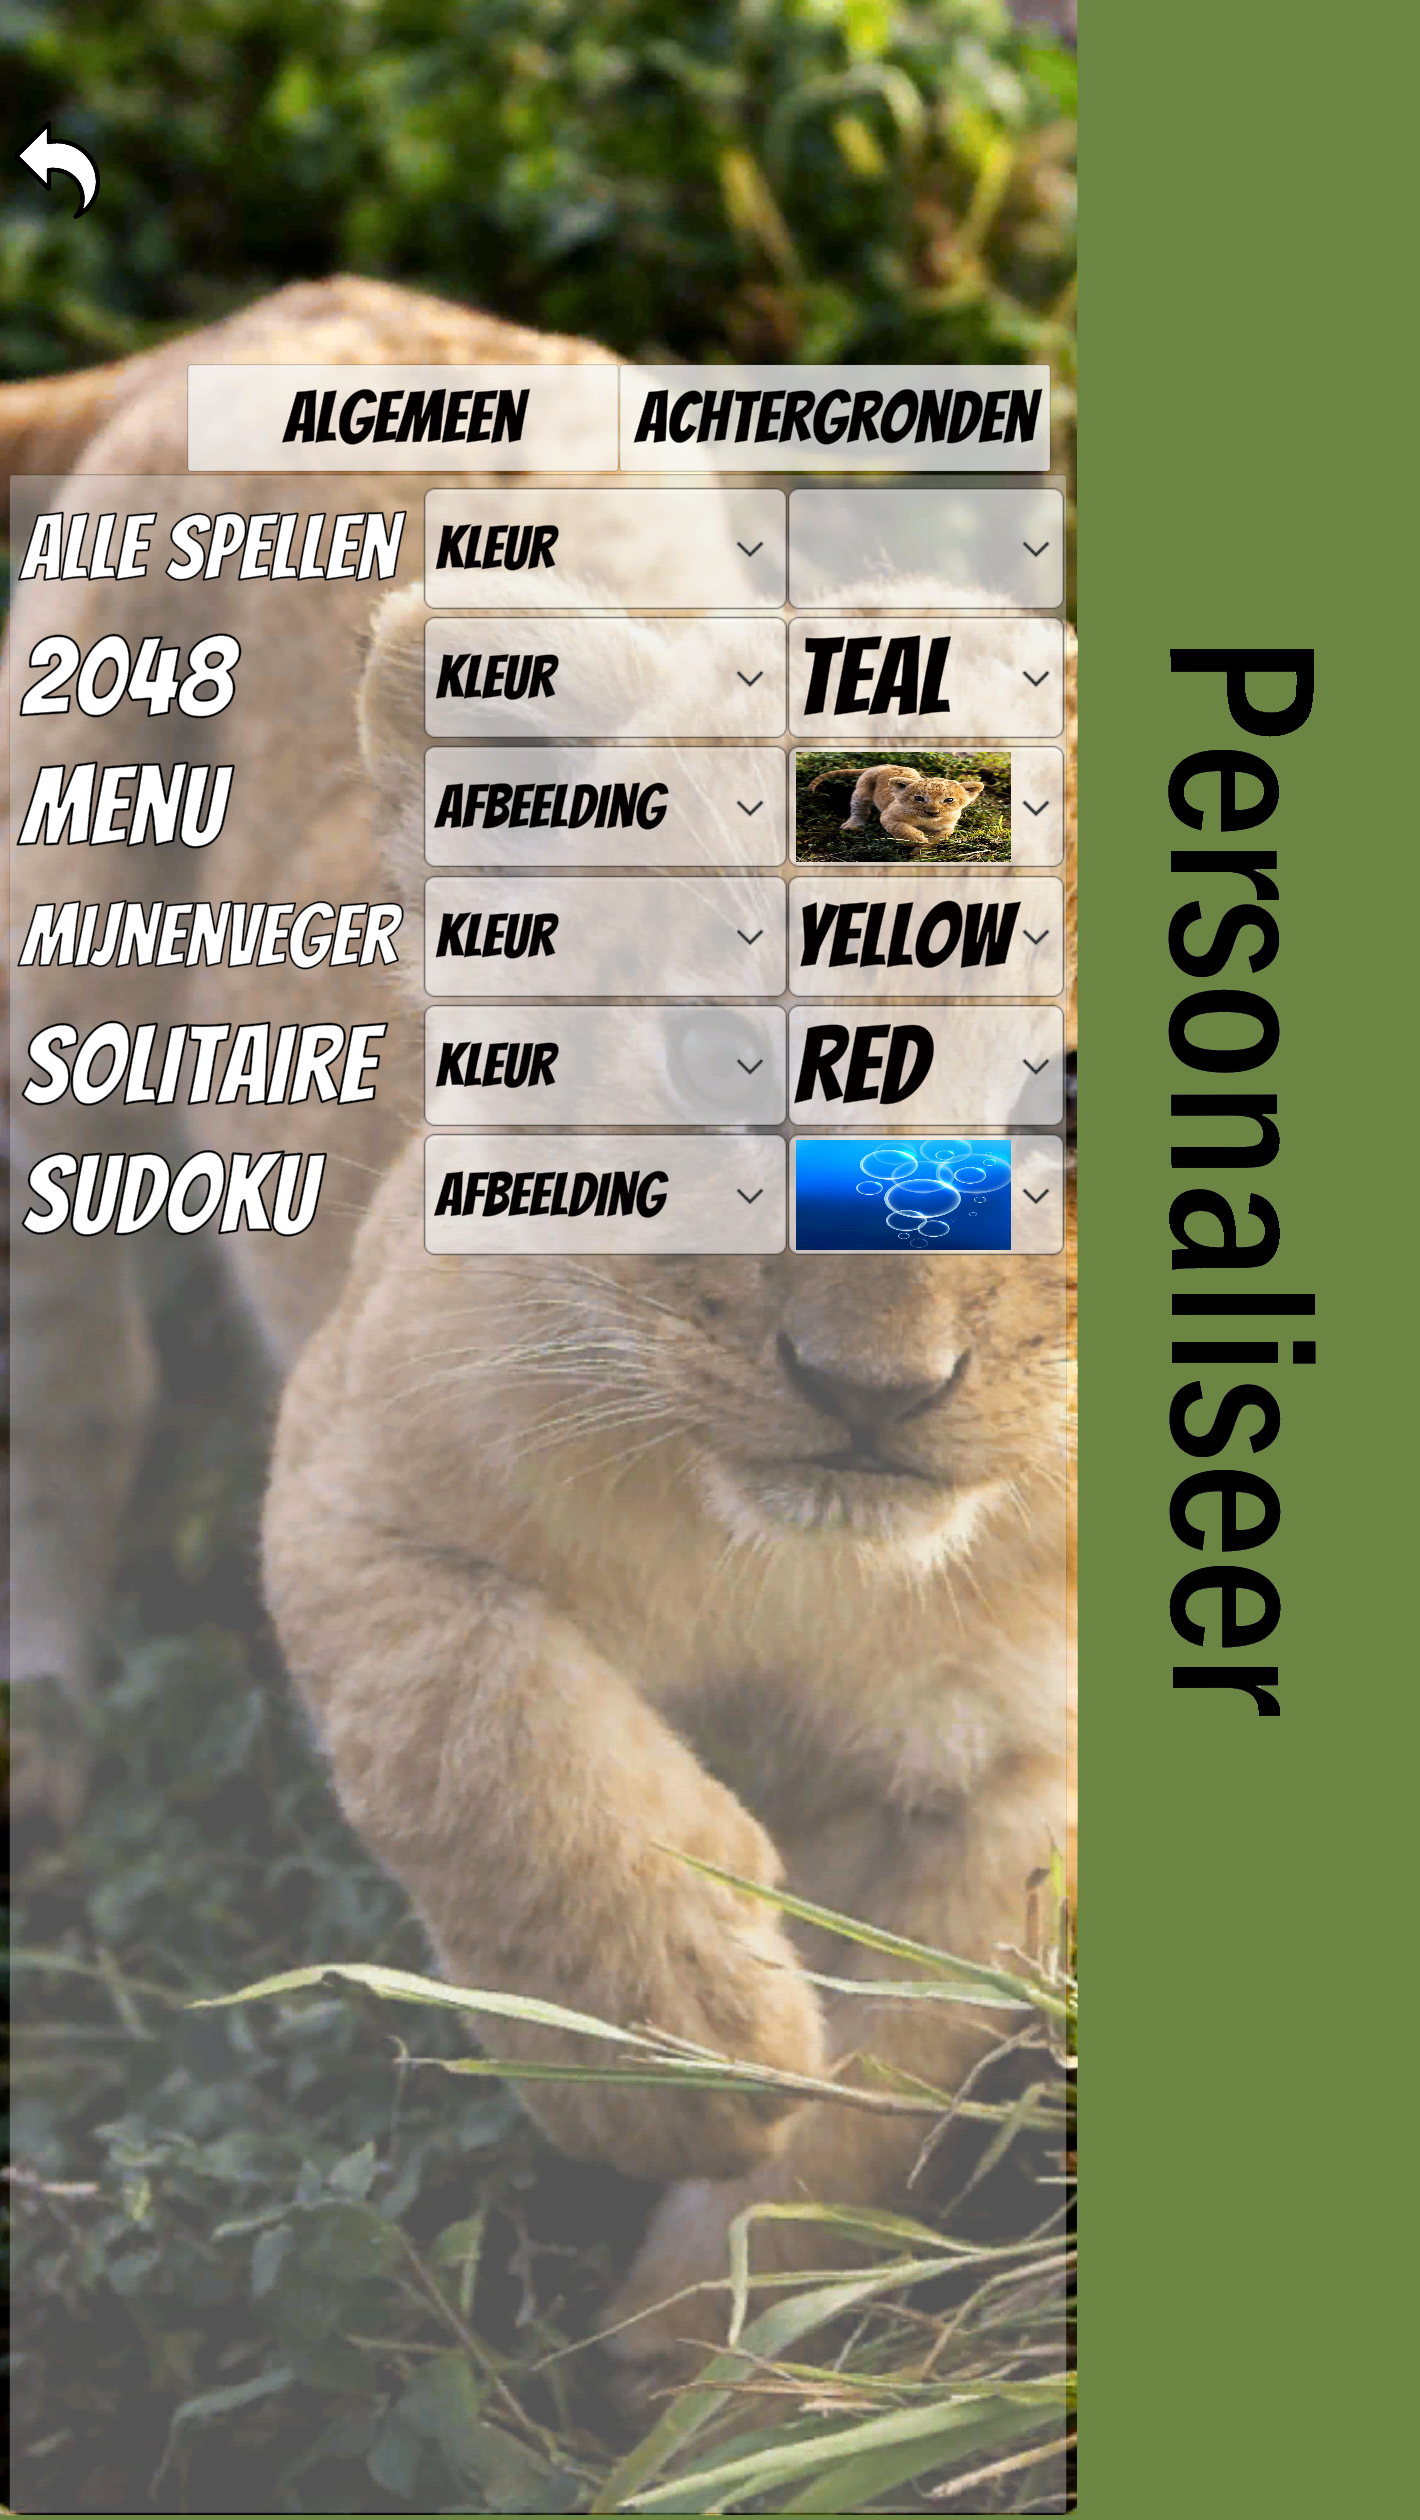 ALGEMEEN ACHTERGRONDEN
ALLE SPELLEN KLEUR
2048 KLEUR TEAL
MENU AFBEELDING
MIJNENVEGER KLEUR YELLOW
SOLITAIRE KLEUR RED
SUDOKU AFBEELDING
Personaliseer